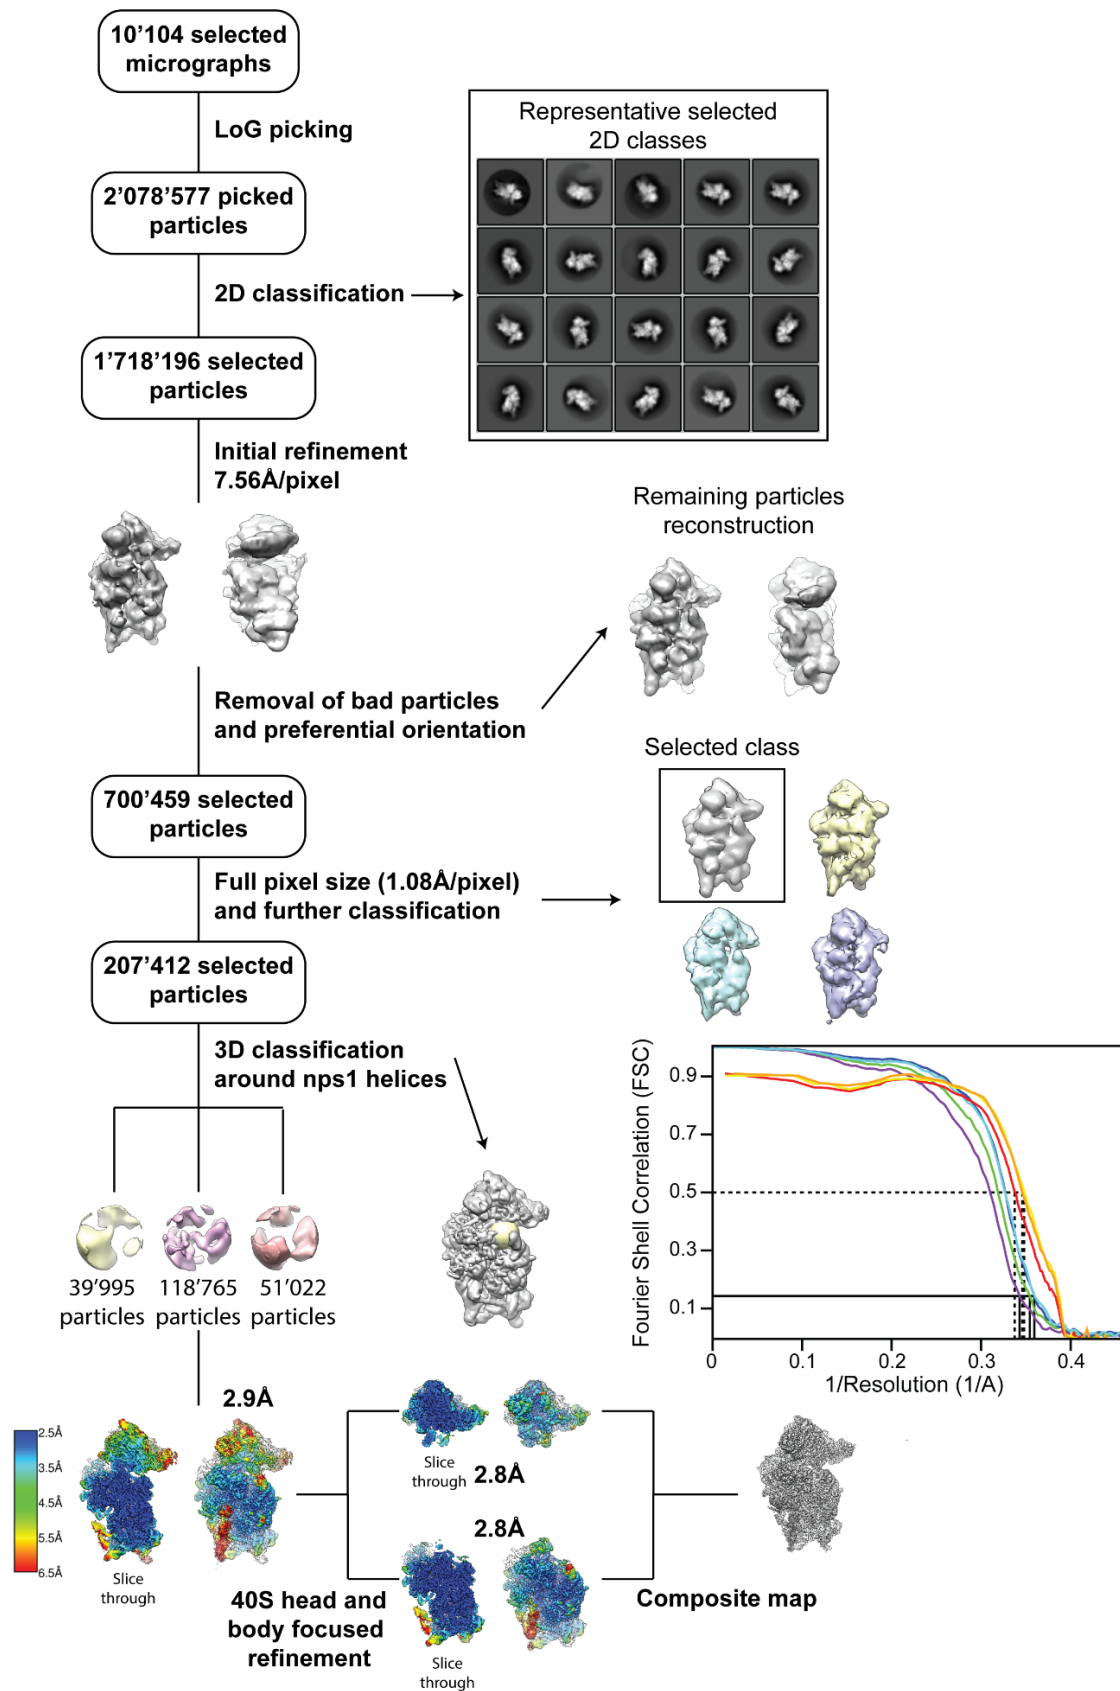 10'104 selected
micrographs
LoG picking
Representative selected
2D classes
2'078'577 picked
particles
2D classification
1'718'196 selected
particles
Initial refinement
7.56Å/pixel
Remaining particles
reconstruction
Removal of bad particles
and preferential orientation
Selected class
700'459 selected
particles
Full pixel size (1.08Å/pixel)
and further classification
207'412 selected
particles
3D classification
around nps1 helices
39'995
particles
118'765
particles
51'022
particles
Fourier Shell Correlation (FSC)
0.9
0.7
0.5
0.3
0.1
0
0.1
0.2
0.3
0.4
1/Resolution (1/A)
2.9Å
2.5Å
3.5Å
4.5Å
5.5Å
6.5Å
Slice
through
Slice
through
2.8Å
2.8Å
Slice
through
40S head and
body focused
refinement
Composite map